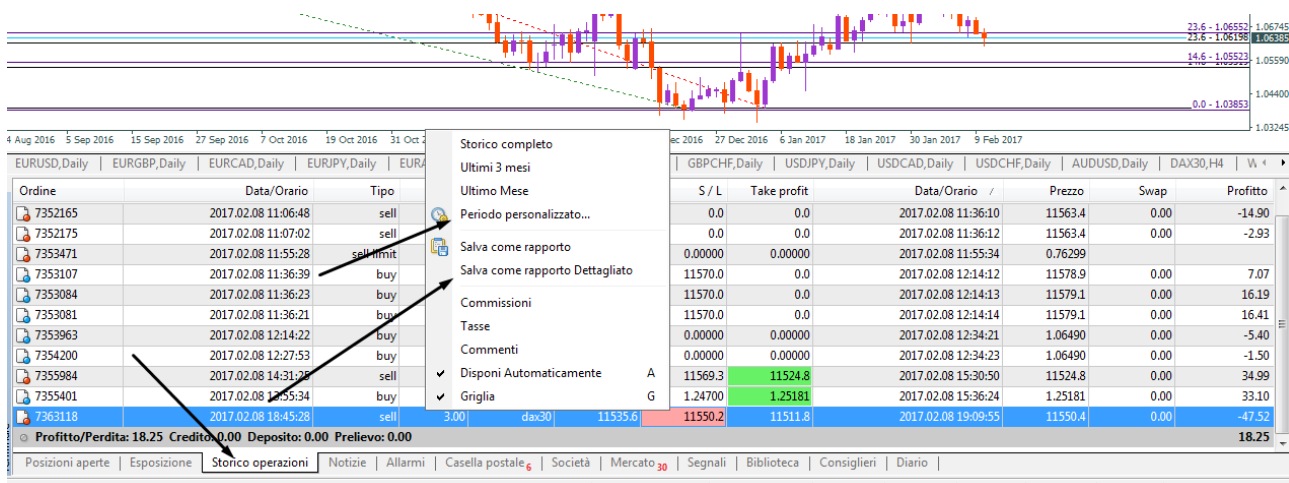 23.6 - 1.06552
1.06745
23.6 - 1.06198
1.06385
14.6 - 1.05523
1.05590
1.04400
0.0 - 1.03853
1.03245
4 Aug 2016 5 Sep 2016 15 Sep 2016 27 Sep 2016 7 Oct 2016 19 Oct 2016 31 Oct 2 ec 2016 27 Dec 2016 6 Jan 2017 18 Jan 2017 30 Jan 2017 9 Feb 2017
EURUSD,Daily EURGBP,Daily EURCAD,Daily EURJPY,Daily EURA GBPCHF,Daily USDJPY,Daily USDCAD,Daily USDCHF,Daily AUDUSD,Daily DAX30,H4
Ordine Data/Orario Tipo S / L Take profit Data/Orario / Prezzo Swap Profitto
7352165 2017.02.08 11:06:48 sell 0.0 0.0 2017.02.08 11:36:10 11563.4 0.00 -14.90
7352175 2017.02.08 11:07:02 sell 0.0 0.0 2017.02.08 11:36:12 11563.4 0.00 -2.93
7353471 2017.02.08 11:55:28 sell limit 0.00000 0.00000 2017.02.08 11:55:34 0.76299
7353107 2017.02.08 11:36:39 buy 11570.0 0.0 2017.02.08 12:14:12 11578.9 0.00 7.07
7353084 2017.02.08 11:36:23 buy 11570.0 0.0 2017.02.08 12:14:13 11579.1 0.00 16.19
7353081 2017.02.08 11:36:21 buy 11570.0 0.0 2017.02.08 12:14:14 11579.1 0.00 16.41
7353963 2017.02.08 12:14:22 buy 0.00000 0.00000 2017.02.08 12:34:21 1.06490 0.00 -5.40
7354200 2017.02.08 12:27:53 buy 0.00000 0.00000 2017.02.08 12:34:23 1.06490 0.00 -1.50
7355984 2017.02.08 14:31:25 sell 11569.3 11524.8 2017.02.08 15:30:50 11524.8 0.00 34.99
7355401 2017.02.08 13:55:34 buy 1.24700 1.25181 2017.02.08 15:36:24 1.25181 0.00 33.10
7363118 2017.02.08 18:45:28 sell 3.00 dax30 11535.6 11550.2 11511.8 2017.02.08 19:09:55 11550.4 0.00 -47.52
Profitto/Perdita: 18.25 Credito: 0.00 Deposito: 0.00 Prelievo: 0.00 18.25
Storico completo
Ultimi 3 mesi
Ultimo Mese
Periodo personalizzato...
Salva come rapporto
Salva come rapporto Dettagliato
Commissioni
Tasse
Commenti
Disponi Automaticamente A
Griglia G
Posizioni aperte Esposizione Storico operazioni Notizie Allarmi Casella postale 6 Società Mercato 30 Segnali Biblioteca Consiglieri Diario